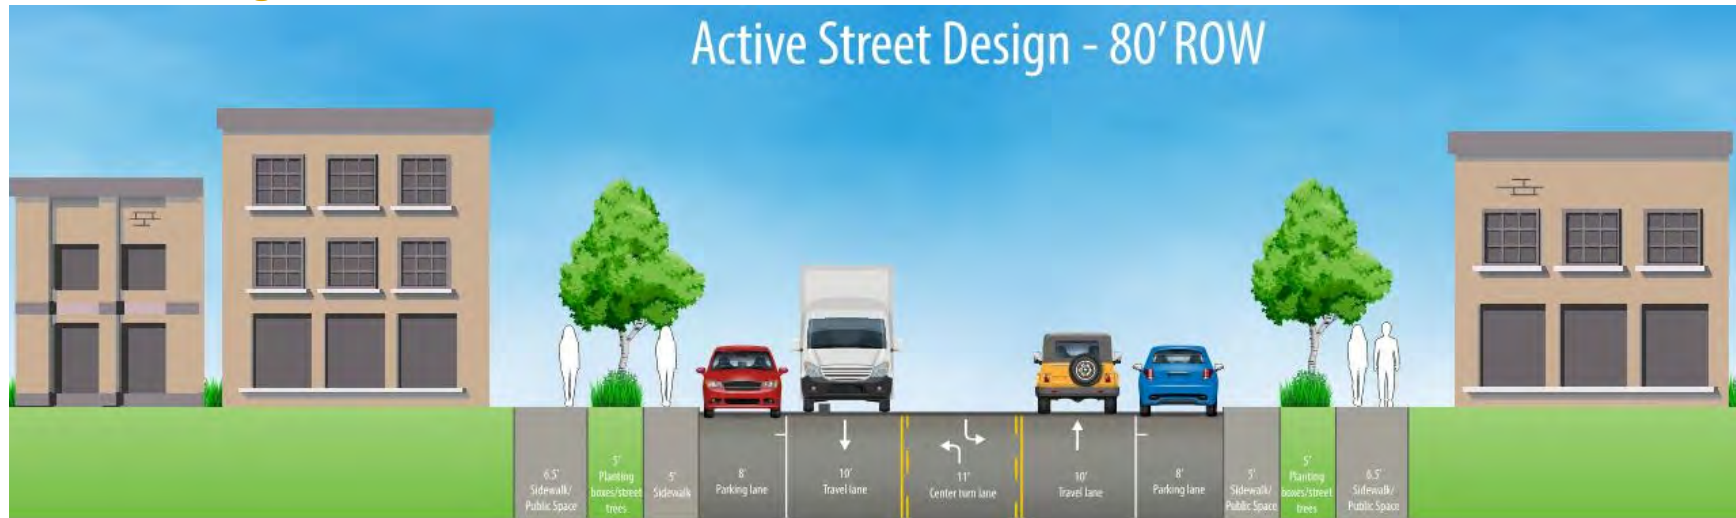 Active Street Design - 80' ROW
6.5'
Sidewalk/
Public Space
5'
Planting
boxes/street
trees
5'
Sidewalk
8'
Parking lane
10'
Travel lane
11'
Center turn lane
10'
Travel lane
8'
Parking lane
5'
Sidewalk/
Public Space
5'
Planting
boxes/street
trees
6.5'
Sidewalk/
Public Space